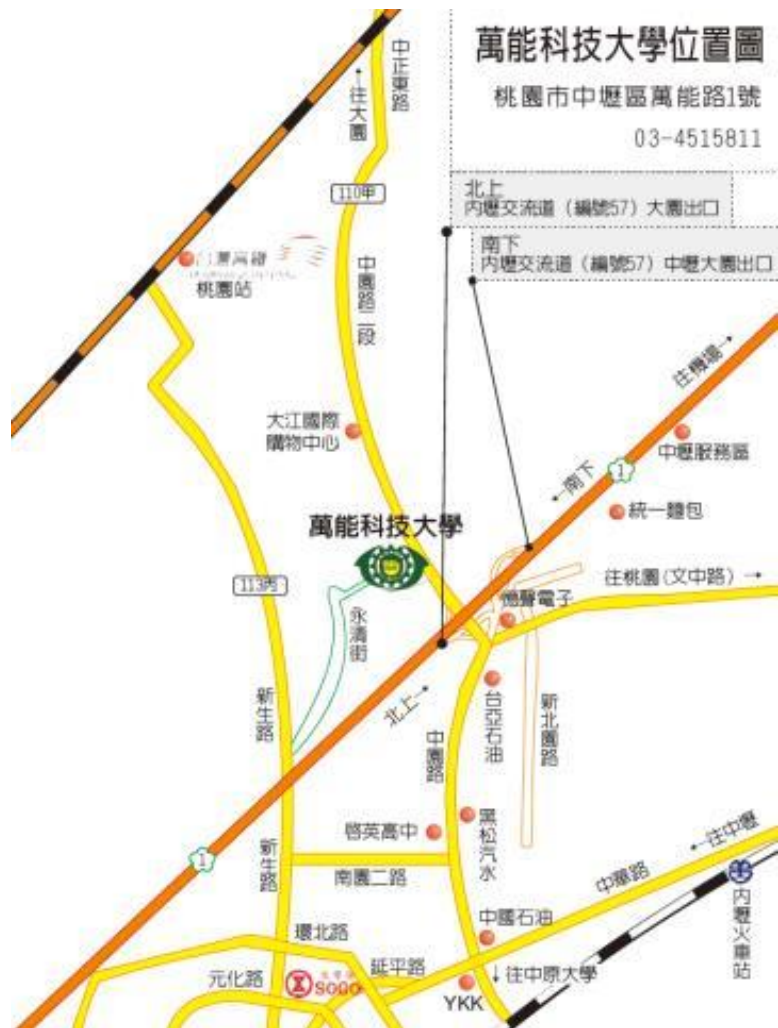 萬能科技大學位置圖
桃園市中壢區萬能路1號
03-4515811
中正東路
←往大園
110甲
北上
內壢交流道（編號57）大園出口
南下
內壢交流道（編號57）中壢大園出口
桃園站
中園路二段
往機場→
大江國際
購物中心
中壢服務區
1
←南下
統一麵包
萬能科技大學
113丙
往桃園(文中路)→
永清街
新生路
北上→
台亞石油
新北園路
中園路
啓英高中
黑松汽水
1
新生路
南園二路
←往中壢
中華路
內壢火車站
中國石油
環北路
元化路
SOGO
延平路
↓往中原大學
YKK